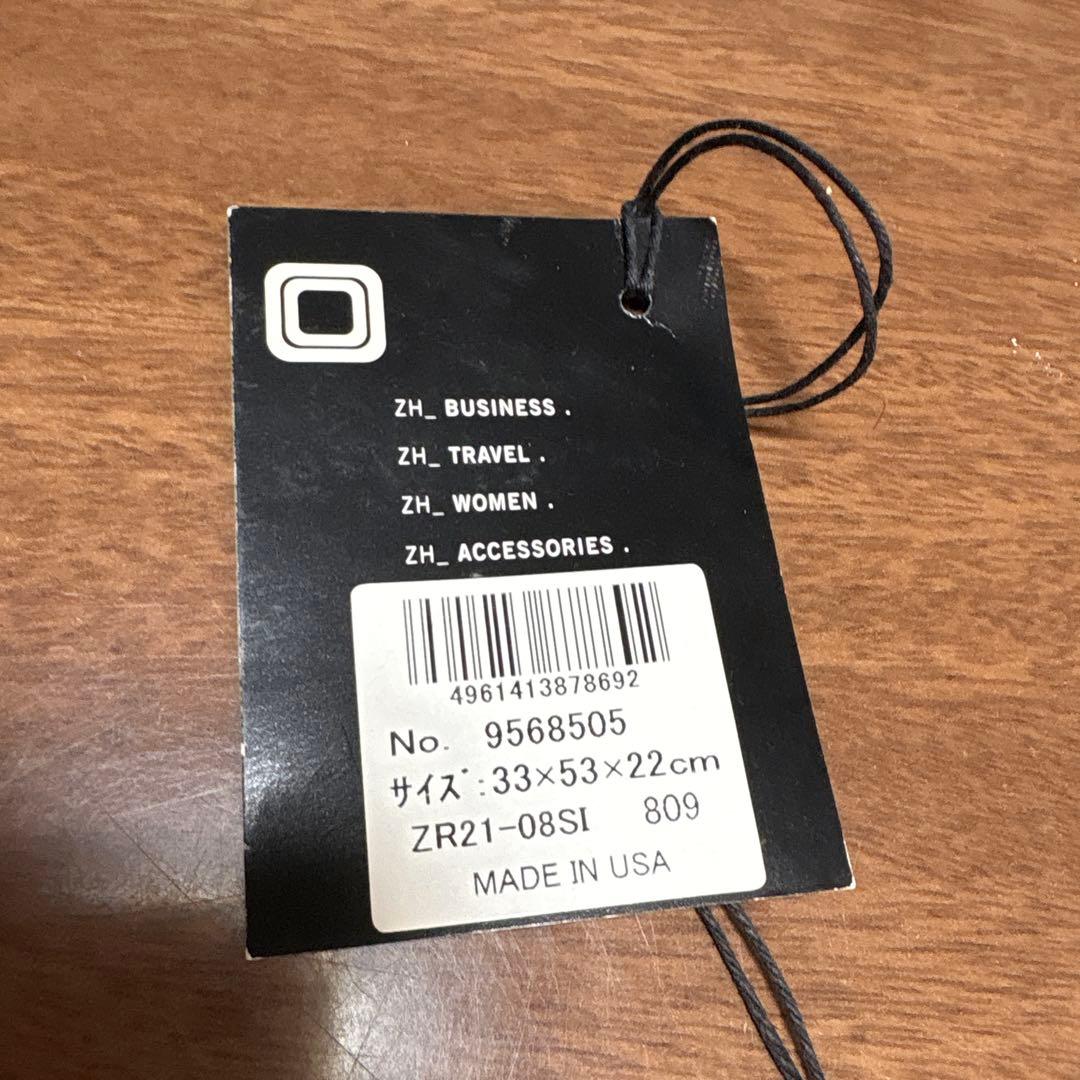 ZH_ BUSINESS .
ZH_ TRAVEL .
ZH_ WOMEN .
ZH_ ACCESSORIES .
4961413878692
No. 9568505
サイズ:33×53×22cm
ZR21-08SI 809
MADE IN USA